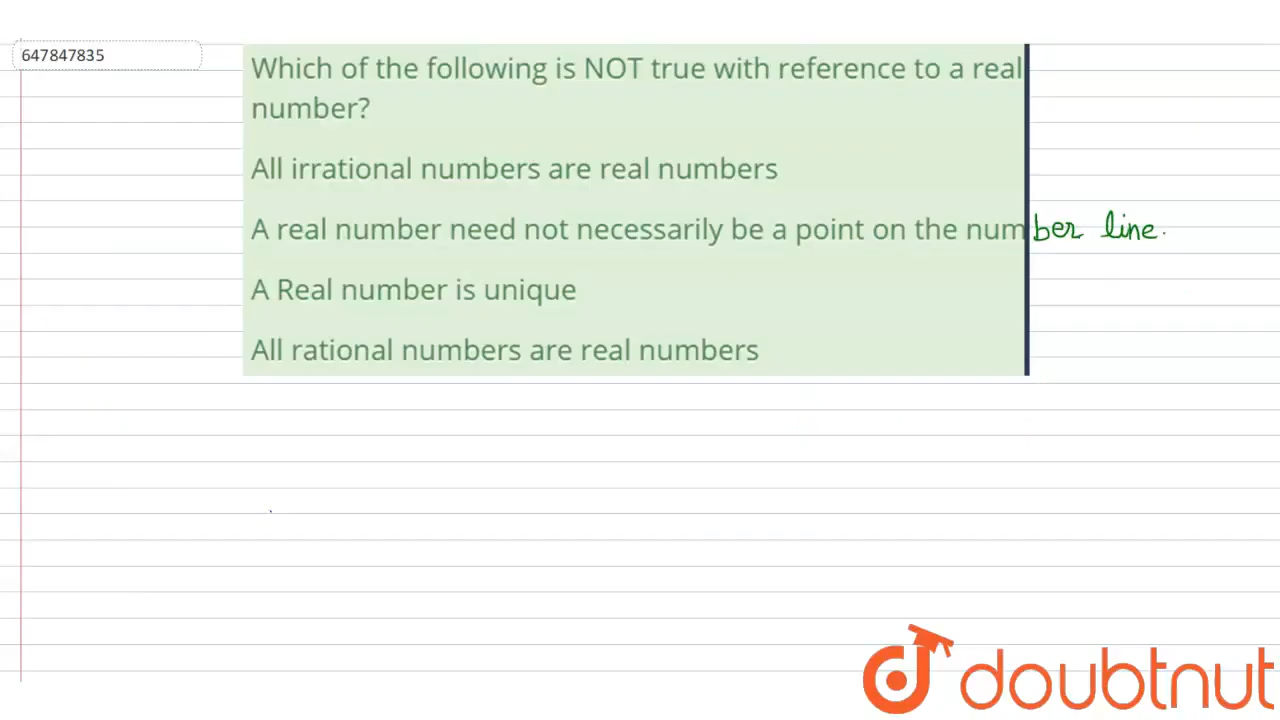 647847835
Which of the following is NOT true with reference to a real
number?
All irrational numbers are real numbers
A real number need not necessarily be a point on the number line.
A Real number is unique
All rational numbers are real numbers
doubtnut